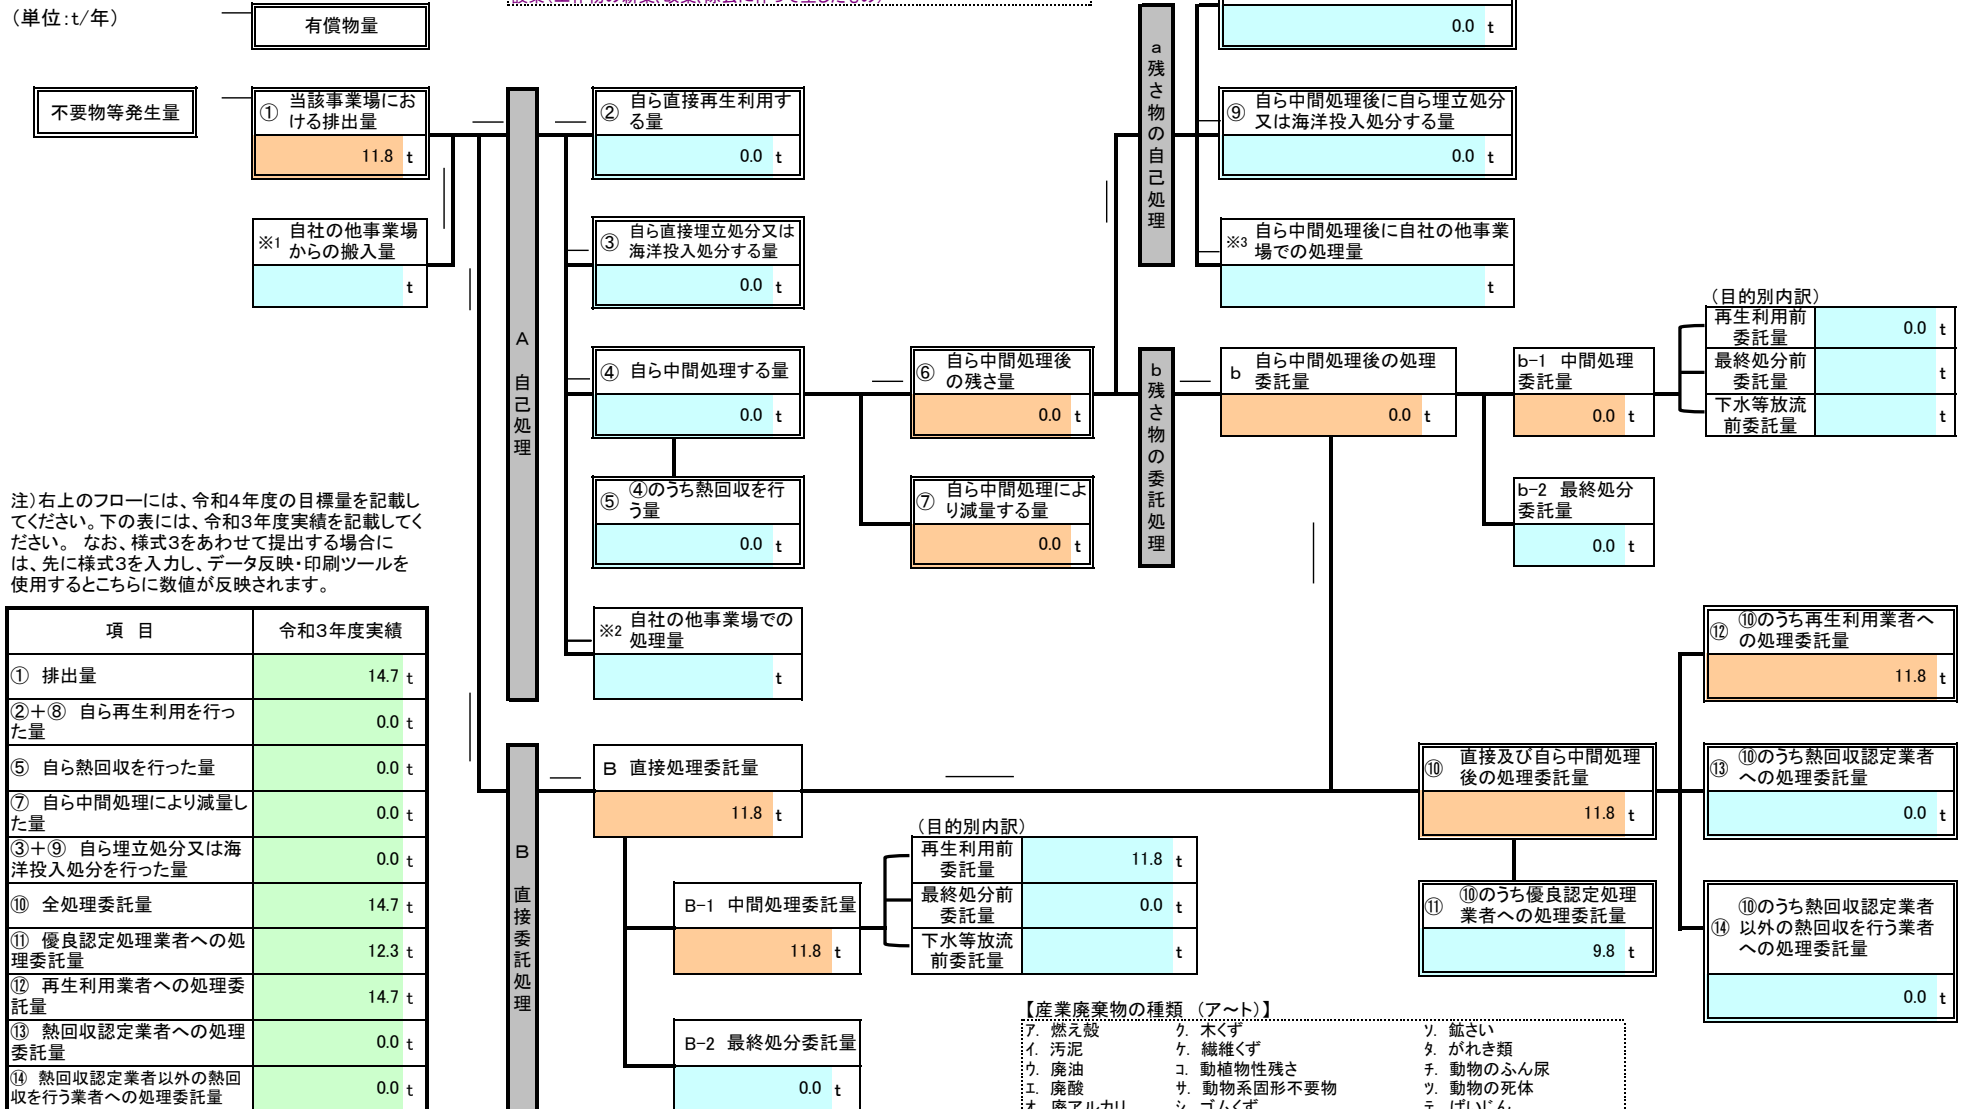 （単位:ｔ/年）
有償物量
不要物等発生量
① 当該事業場にお
ける排出量
11.8 t
※1 自社の他事業場
からの搬入量
t
A 自己処理
② 自ら直接再生利用す
る量
0.0 t
③ 自ら直接埋立処分又は
海洋投入処分する量
0.0 t
④ 自ら中間処理する量
0.0 t
⑤ ④のうち熱回収を行
う量
0.0 t
※2 自社の他事業場での
処理量
t
⑥ 自ら中間処理後
の残さ量
0.0 t
⑦ 自ら中間処理によ
り減量する量
0.0 t
a 残さ物の自己処理
0.0 t
⑨ 自ら中間処理後に自ら埋立処分
又は海洋投入処分する量
0.0 t
※3 自ら中間処理後に自社の他事業
場での処理量
t
b 残さ物の委託処理
b 自ら中間処理後の処理
委託量
0.0 t
b-1 中間処理
委託量
0.0 t
（目的別内訳）
再生利用前
委託量
0.0 t
最終処分前
委託量
t
下水等放流
前委託量
t
b-2 最終処分
委託量
0.0 t
注）右上のフローには、令和４年度の目標量を記載し
てください。下の表には、令和３年度実績を記載してく
ださい。 なお、様式３をあわせて提出する場合に
は、先に様式３を入力し、データ反映・印刷ツールを
使用するとこちらに数値が反映されます。
項 目 令和３年度実績
① 排出量 14.7 t
②＋⑧ 自ら再生利用を行っ
た量 0.0 t
⑤ 自ら熱回収を行った量 0.0 t
⑦ 自ら中間処理により減量し
た量 0.0 t
③＋⑨ 自ら埋立処分又は海
洋投入処分を行った量 0.0 t
⑩ 全処理委託量 14.7 t
⑪ 優良認定処理業者への処
理委託量 12.3 t
⑫ 再生利用業者への処理委
託量 14.7 t
⑬ 熱回収認定業者への処理
委託量 0.0 t
⑭ 熱回収認定業者以外の熱回
収を行う業者への処理委託量 0.0 t
B 直接委託処理
B 直接処理委託量
11.8 t
B-1 中間処理委託量
11.8 t
（目的別内訳）
再生利用前
委託量
11.8 t
最終処分前
委託量
0.0 t
下水等放流
前委託量
t
B-2 最終処分委託量
0.0 t
⑩ 直接及び自ら中間処理
後の処理委託量
11.8 t
⑪ ⑩のうち優良認定処理
業者への処理委託量
9.8 t
⑫ ⑩のうち再生利用業者へ
の処理委託量
11.8 t
⑬ ⑩のうち熱回収認定業者
への処理委託量
0.0 t
⑭ ⑩のうち熱回収認定業者
以外の熱回収を行う業者
への処理委託量
0.0 t
【産業廃棄物の種類 （ア～ト）】
ｱ. 燃え殻 ｸ. 木くず ｿ. 鉱さい
ｲ. 汚泥 ｹ. 繊維くず ﾀ. がれき類
ｳ. 廃油 ｺ. 動植物性残さ ﾁ. 動物のふん尿
ｴ. 廃酸 ｻ. 動物系固形不要物 ﾂ. 動物の死体
ｵ. 廃アルカリ ｼ. ゴムくず ﾃ. ばいじん